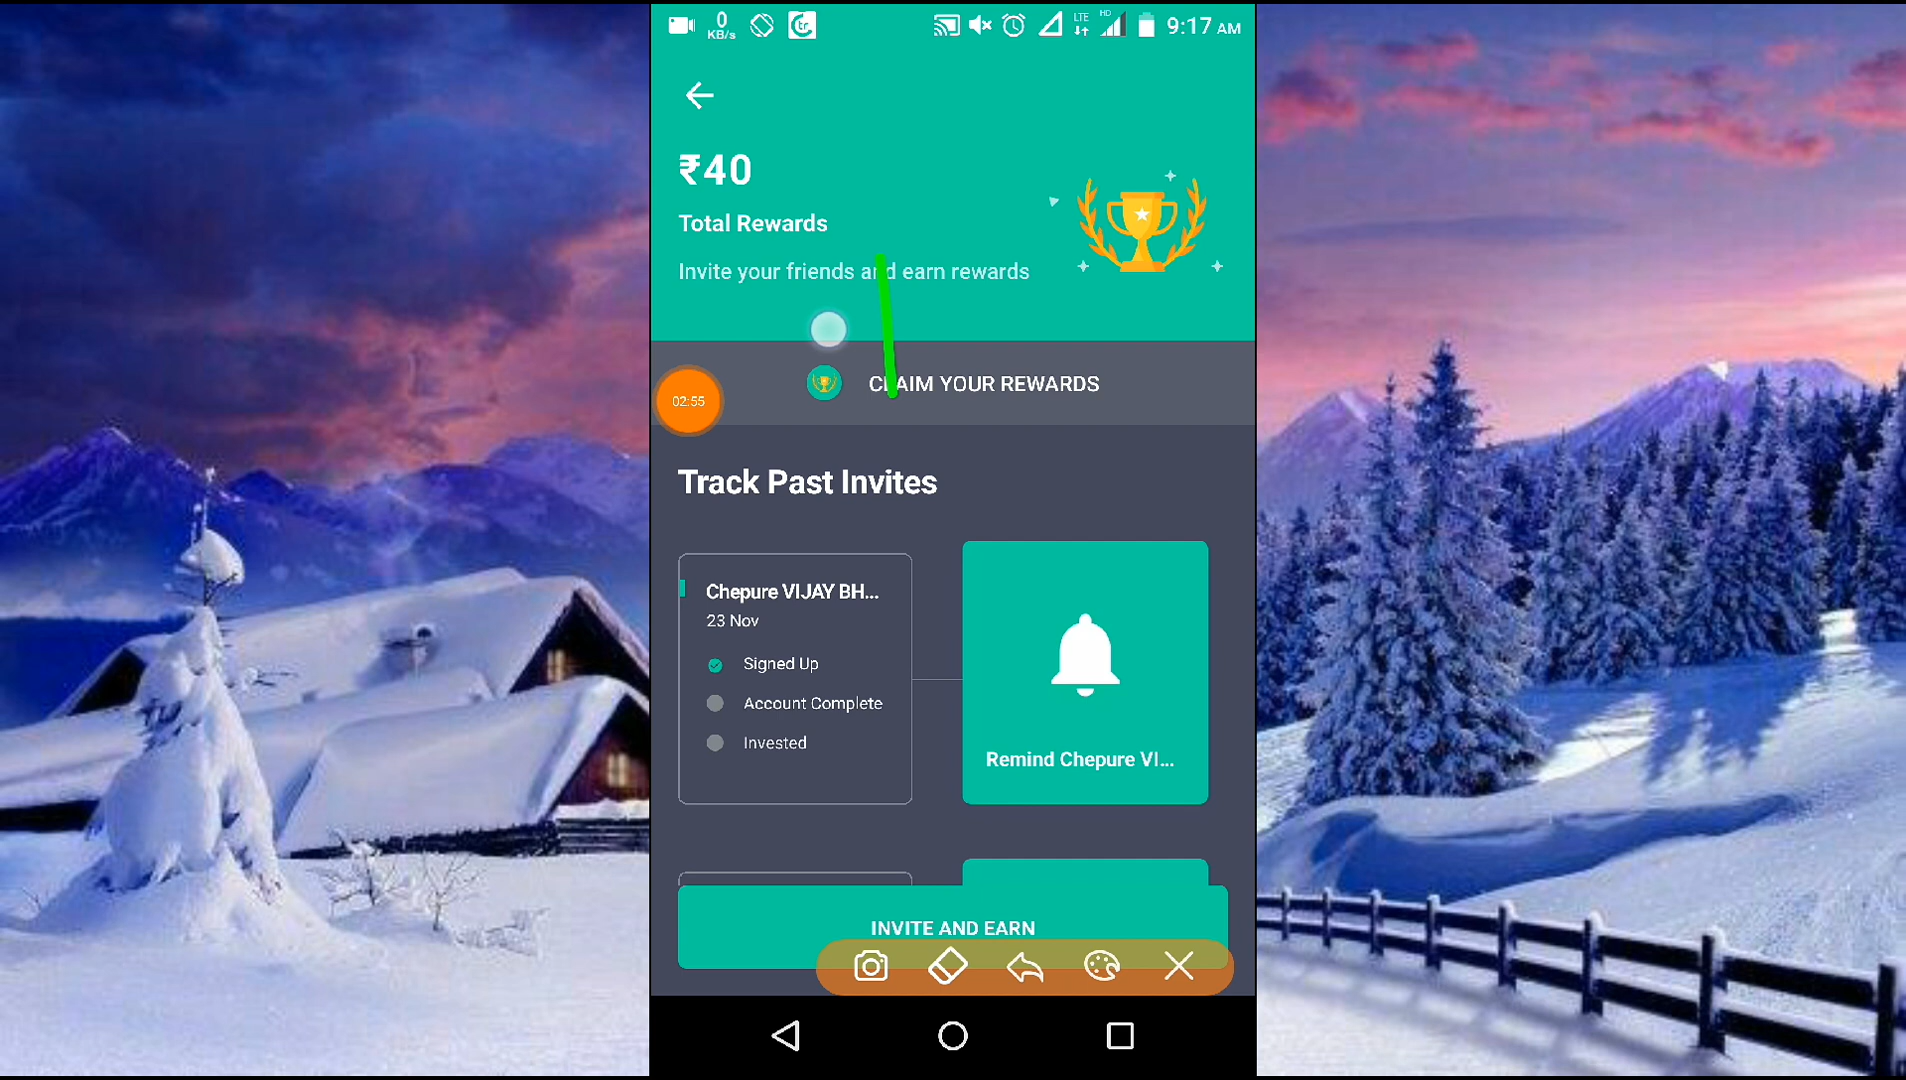 0
KB/s
LTE
HD
9:17 AM
₹40
Total Rewards
Invite your friends and earn rewards
CLAIM YOUR REWARDS
02:55
Track Past Invites
Chepure VIJAY BH...
23 Nov
Signed Up
Account Complete
Invested
Remind Chepure VI...
INVITE AND EARN